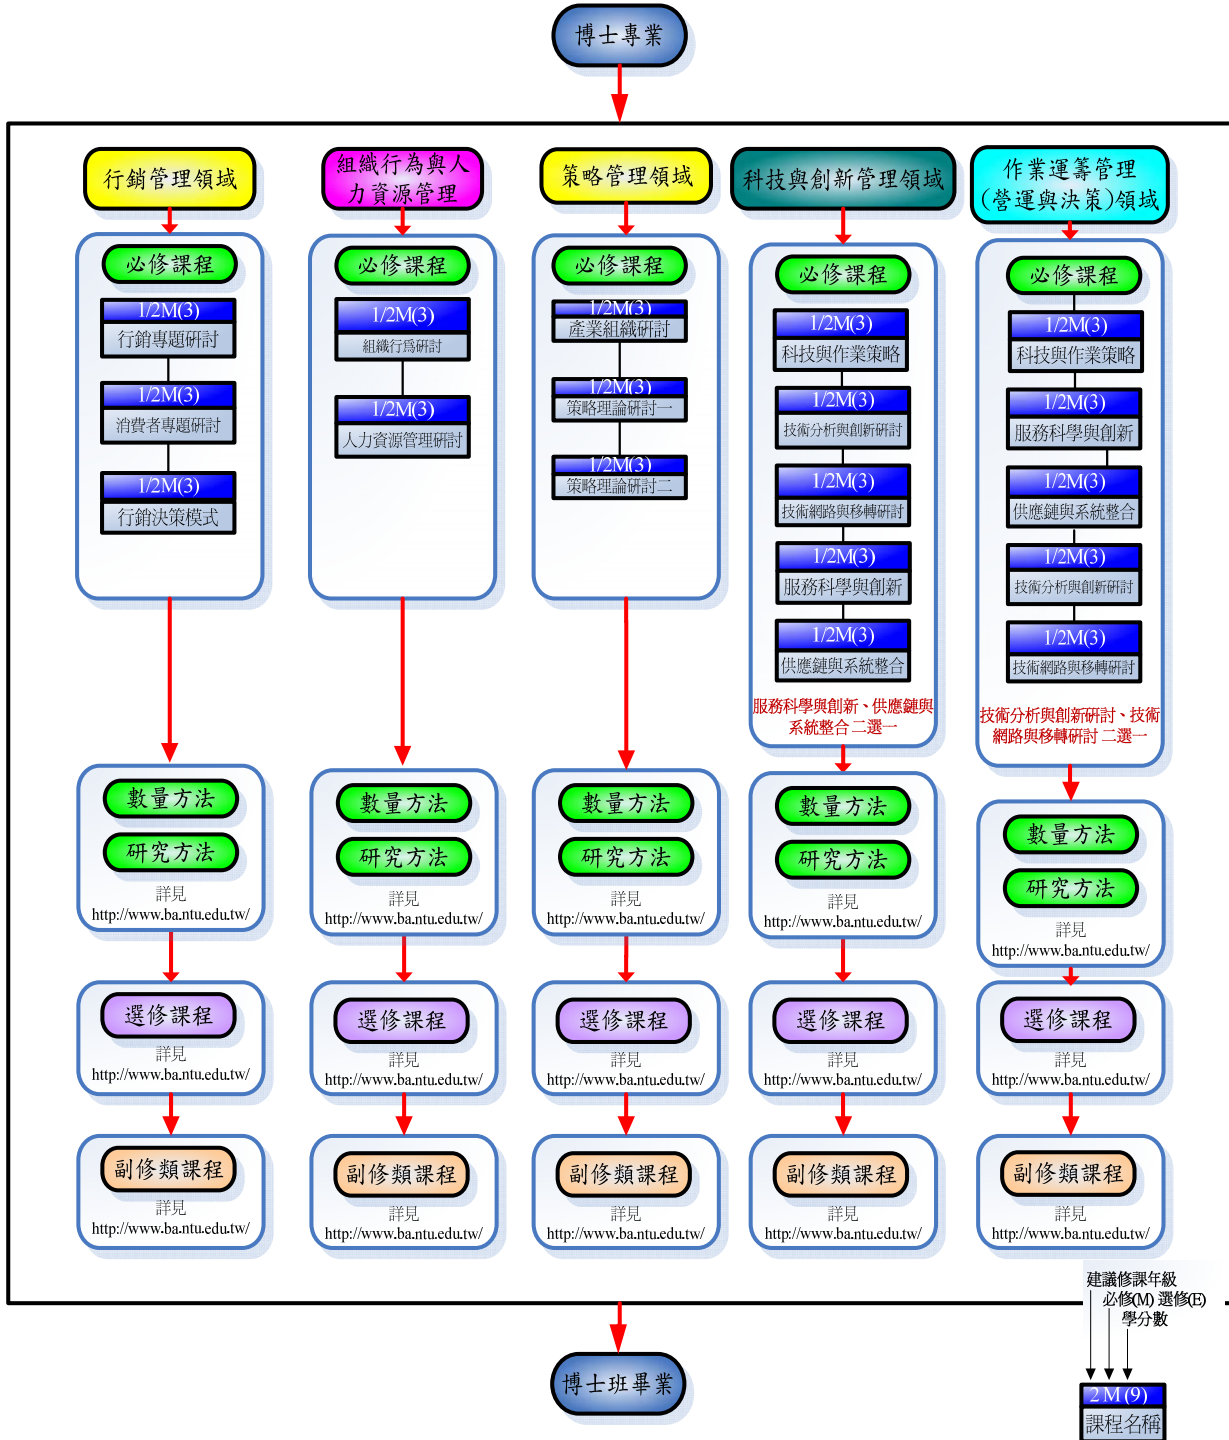 博士專業
行銷管理領域
必修課程
1/2M(3)
行銷專題研討
1/2M(3)
消費者專題研討
1/2M(3)
行銷決策模式
數量方法
研究方法
詳見
http://www.ba.ntu.edu.tw/
選修課程
詳見
http://www.ba.ntu.edu.tw/
副修類課程
詳見
http://www.ba.ntu.edu.tw/
組織行為與人
力資源管理
必修課程
1/2M(3)
組織行為研討
1/2M(3)
人力資源管理研討
數量方法
研究方法
詳見
http://www.ba.ntu.edu.tw/
選修課程
詳見
http://www.ba.ntu.edu.tw/
副修類課程
詳見
http://www.ba.ntu.edu.tw/
策略管理領域
必修課程
1/2M(3)
產業組織研討
1/2M(3)
策略理論研討一
1/2M(3)
策略理論研討二
數量方法
研究方法
詳見
http://www.ba.ntu.edu.tw/
選修課程
詳見
http://www.ba.ntu.edu.tw/
副修類課程
詳見
http://www.ba.ntu.edu.tw/
科技與創新管理領域
必修課程
1/2M(3)
科技與作業策略
1/2M(3)
技術分析與創新研討
1/2M(3)
技術網路與移轉研討
1/2M(3)
服務科學與創新
1/2M(3)
供應鏈與系統整合
服務科學與創新、供應鏈與
系統整合 二選一
數量方法
研究方法
詳見
http://www.ba.ntu.edu.tw/
選修課程
詳見
http://www.ba.ntu.edu.tw/
副修類課程
詳見
http://www.ba.ntu.edu.tw/
作業運籌管理
(營運與決策)領域
必修課程
1/2M(3)
科技與作業策略
1/2M(3)
服務科學與創新
1/2M(3)
供應鏈與系統整合
1/2M(3)
技術分析與創新研討
1/2M(3)
技術網路與移轉研討
技術分析與創新研討、技術
網路與移轉研討 二選一
數量方法
研究方法
詳見
http://www.ba.ntu.edu.tw/
選修課程
詳見
http://www.ba.ntu.edu.tw/
副修類課程
詳見
http://www.ba.ntu.edu.tw/
博士班畢業
建議修課年級
必修(M) 選修(E)
學分數
2 M (9)
課程名稱